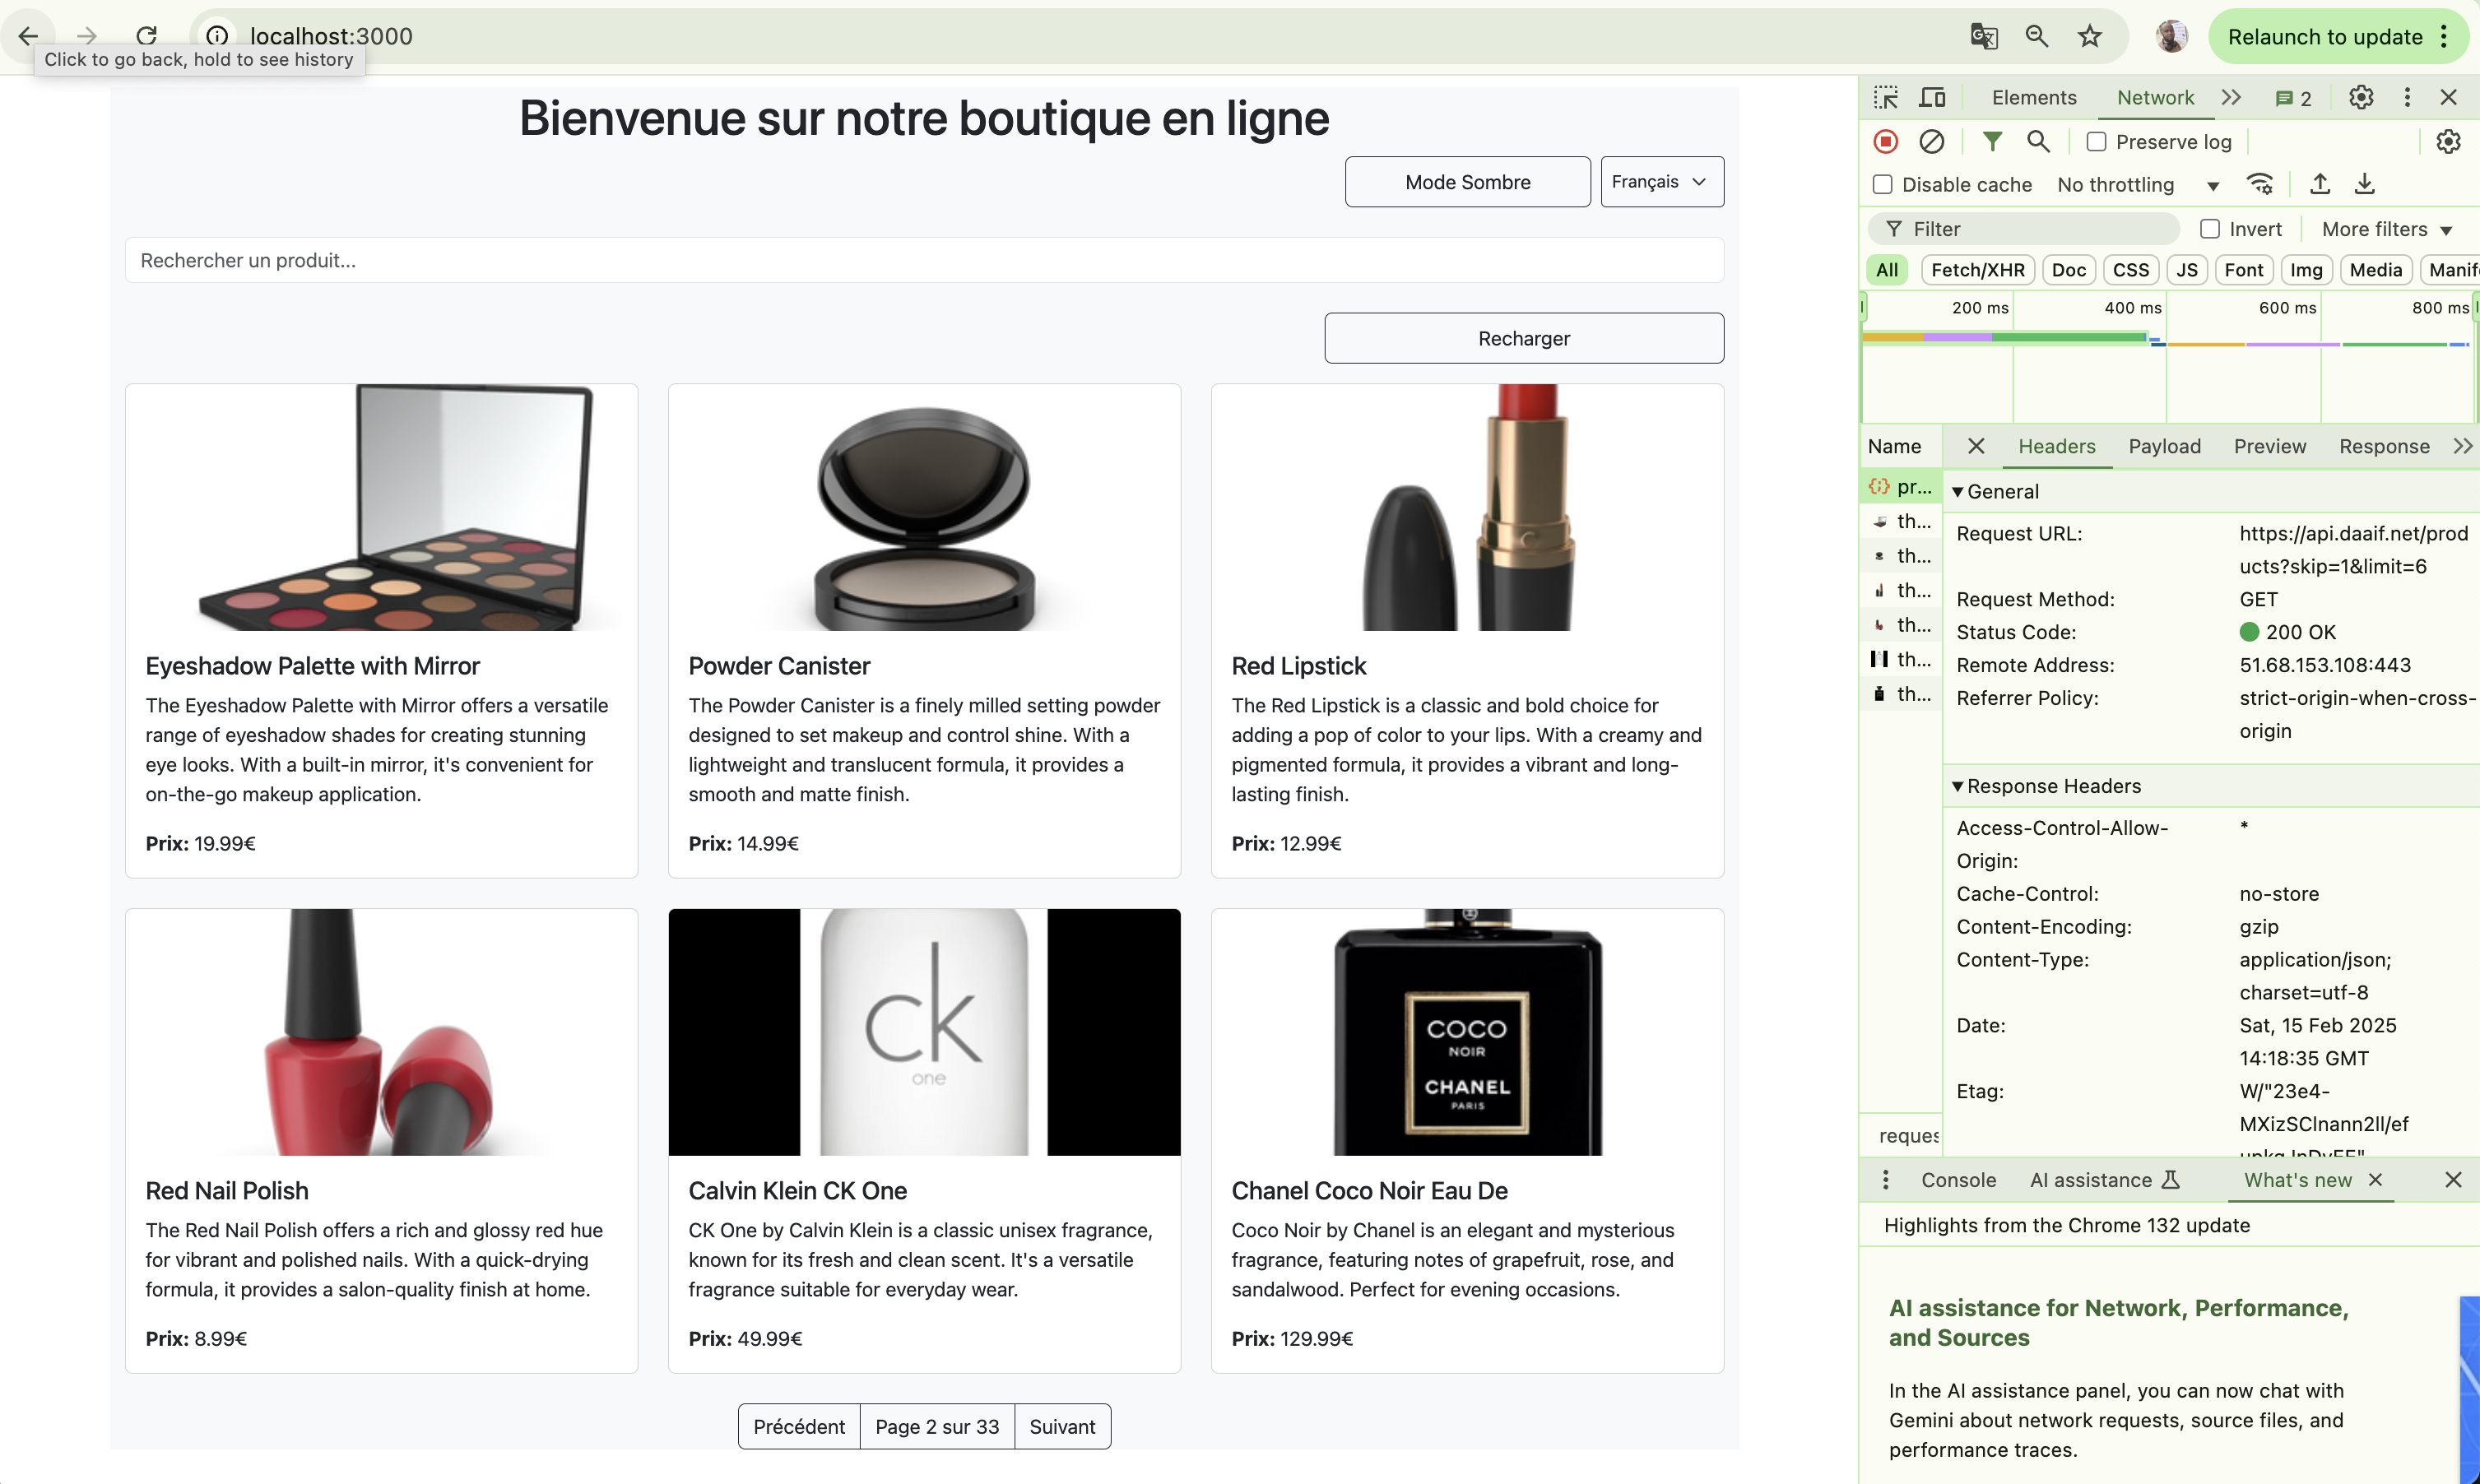 localhost:3000
Relaunch to update
Click to go back, hold to see history
Bienvenue sur notre boutique en ligne
Mode Sombre
Français
Rechercher un produit...
Recharger
Eyeshadow Palette with Mirror
The Eyeshadow Palette with Mirror offers a versatile
range of eyeshadow shades for creating stunning
eye looks. With a built-in mirror, it's convenient for
on-the-go makeup application.
Prix: 19.99€
Powder Canister
The Powder Canister is a finely milled setting powder
designed to set makeup and control shine. With a
lightweight and translucent formula, it provides a
smooth and matte finish.
Prix: 14.99€
Red Lipstick
The Red Lipstick is a classic and bold choice for
adding a pop of color to your lips. With a creamy and
pigmented formula, it provides a vibrant and long-
lasting finish.
Prix: 12.99€
Red Nail Polish
The Red Nail Polish offers a rich and glossy red hue
for vibrant and polished nails. With a quick-drying
formula, it provides a salon-quality finish at home.
Prix: 8.99€
ck
one
Calvin Klein CK One
CK One by Calvin Klein is a classic unisex fragrance,
known for its fresh and clean scent. It's a versatile
fragrance suitable for everyday wear.
Prix: 49.99€
COCO
NOIR
CHANEL
PARIS
Chanel Coco Noir Eau De
Coco Noir by Chanel is an elegant and mysterious
fragrance, featuring notes of grapefruit, rose, and
sandalwood. Perfect for evening occasions.
Prix: 129.99€
Précédent
Page 2 sur 33
Suivant
Elements
Network
2
Preserve log
Disable cache
No throttling
Filter
Invert
More filters
All
Fetch/XHR
Doc
CSS
JS
Font
Img
Media
Manif
200 ms
400 ms
600 ms
800 ms
Name
Headers
Payload
Preview
Response
pr...
th...
th...
th...
th...
th...
th...
reques
General
Request URL: https://api.daaif.net/prod
ucts?skip=1&limit=6
Request Method: GET
Status Code: 200 OK
Remote Address: 51.68.153.108:443
Referrer Policy: strict-origin-when-cross-
origin
Response Headers
Access-Control-Allow- *
Origin:
Cache-Control: no-store
Content-Encoding: gzip
Content-Type: application/json;
charset=utf-8
Date: Sat, 15 Feb 2025
14:18:35 GMT
Etag: W/"23e4-
Console
AI assistance
What's new
Highlights from the Chrome 132 update
AI assistance for Network, Performance,
and Sources
In the AI assistance panel, you can now chat with
Gemini about network requests, source files, and
performance traces.